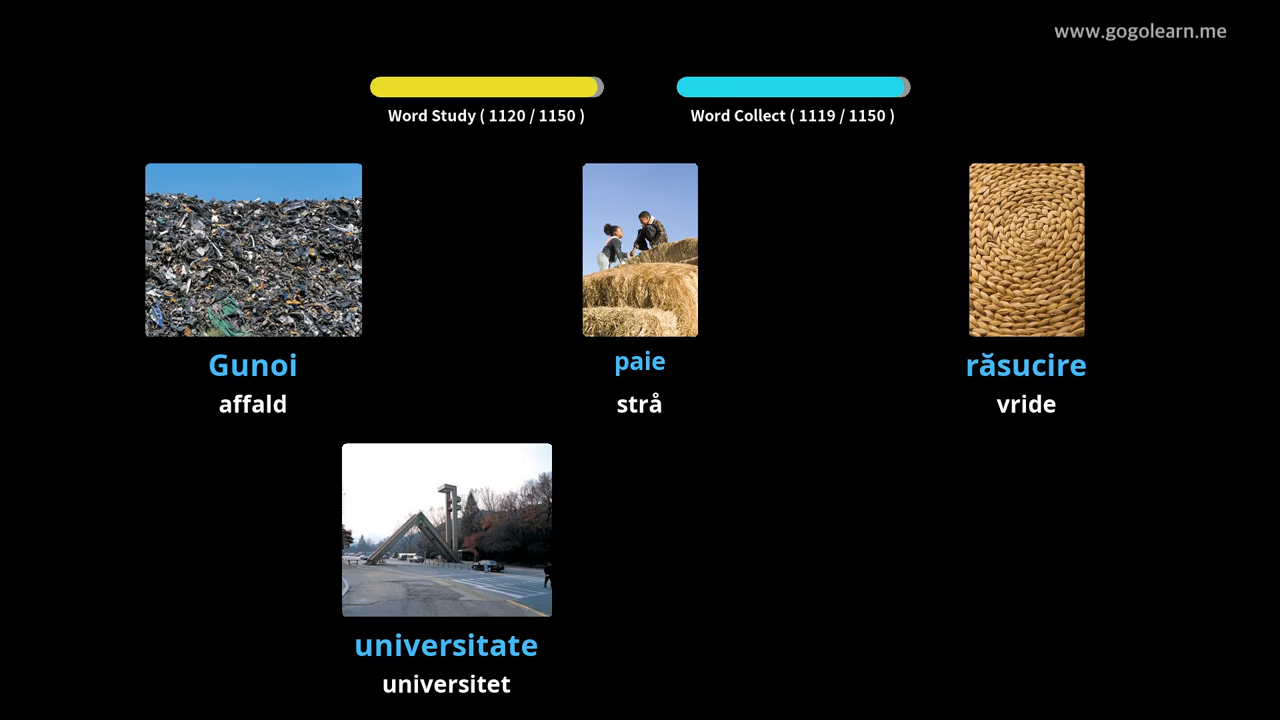 www.gogolearn.me
Word Study ( 1120 / 1150 )
Word Collect ( 1119 / 1150 )
Gunoi
affald
paie
strå
răsucire
vride
universitate
universitet